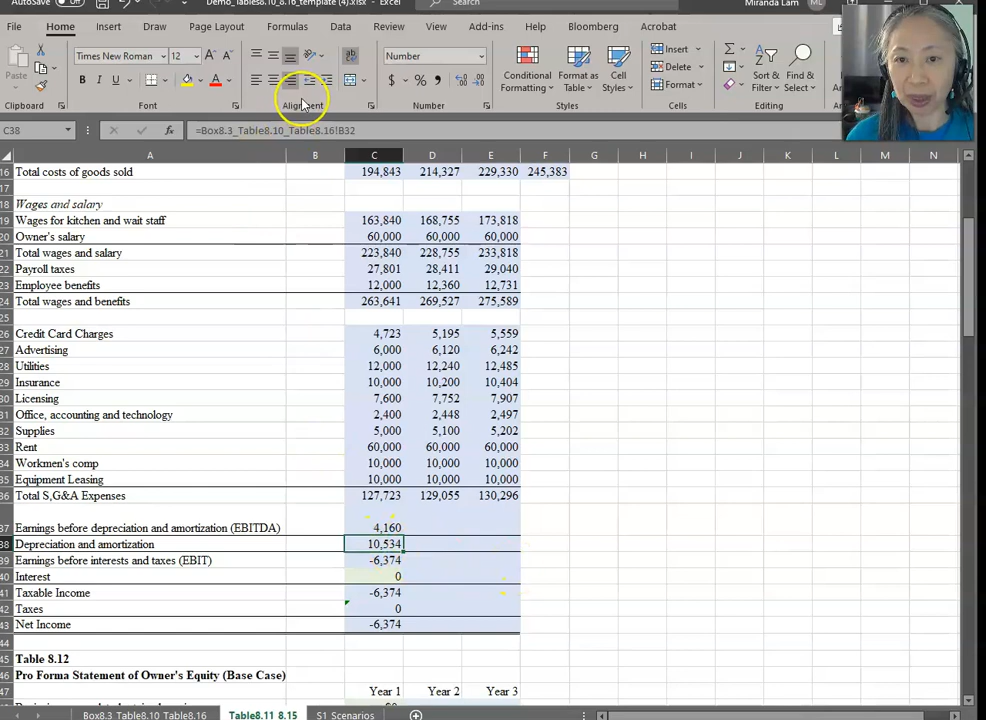 AutoSave Off Demo_Tables8.10_8.16_template (4).xlsx - Excel Search Miranda Lam ML
File Home Insert Draw Page Layout Formulas Data Review View Add-ins Help Bloomberg Acrobat
Paste Times New Roman 12 A A ab Number Conditional Formatting Format as Table Cell Styles Insert Delete Format Sort & Filter Find & Select
B I U A $ % ,
Clipboard Font Alignment Number Styles Cells
C38 =Box8.3_Table8.10_Table8.16!B32
A B C D E F G H I J K L M N
16 Total costs of goods sold 194,843 214,327 229,330 245,383
17
18 Wages and salary
19 Wages for kitchen and wait staff 163,840 168,755 173,818
20 Owner's salary 60,000 60,000 60,000
21 Total wages and salary 223,840 228,755 233,818
22 Payroll taxes 27,801 28,411 29,040
23 Employee benefits 12,000 12,360 12,731
24 Total wages and benefits 263,641 269,527 275,589
25
26 Credit Card Charges 4,723 5,195 5,559
27 Advertising 6,000 6,120 6,242
28 Utilities 12,000 12,240 12,485
29 Insurance 10,000 10,200 10,404
30 Licensing 7,600 7,752 7,907
31 Office, accounting and technology 2,400 2,448 2,497
32 Supplies 5,000 5,100 5,202
33 Rent 60,000 60,000 60,000
34 Workmen's comp 10,000 10,000 10,000
35 Equipment Leasing 10,000 10,000 10,000
36 Total S,G&A Expenses 127,723 129,055 130,296
37 Earnings before depreciation and amortization (EBITDA) 4,160
38 Depreciation and amortization 10,534
39 Earnings before interests and taxes (EBIT) -6,374
40 Interest 0
41 Taxable Income -6,374
42 Taxes 0
43 Net Income -6,374
44
45 Table 8.12
46 Pro Forma Statement of Owner's Equity (Base Case)
47 Year 1 Year 2 Year 3
Box8.3_Table8.10_Table8.16 Table8.11_8.15 S1 Scenarios